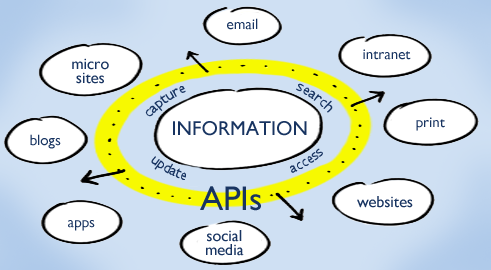 email
intranet
micro
sites
capture
search
INFORMATION
print
blogs
update
access
APIs
websites
apps
social
media